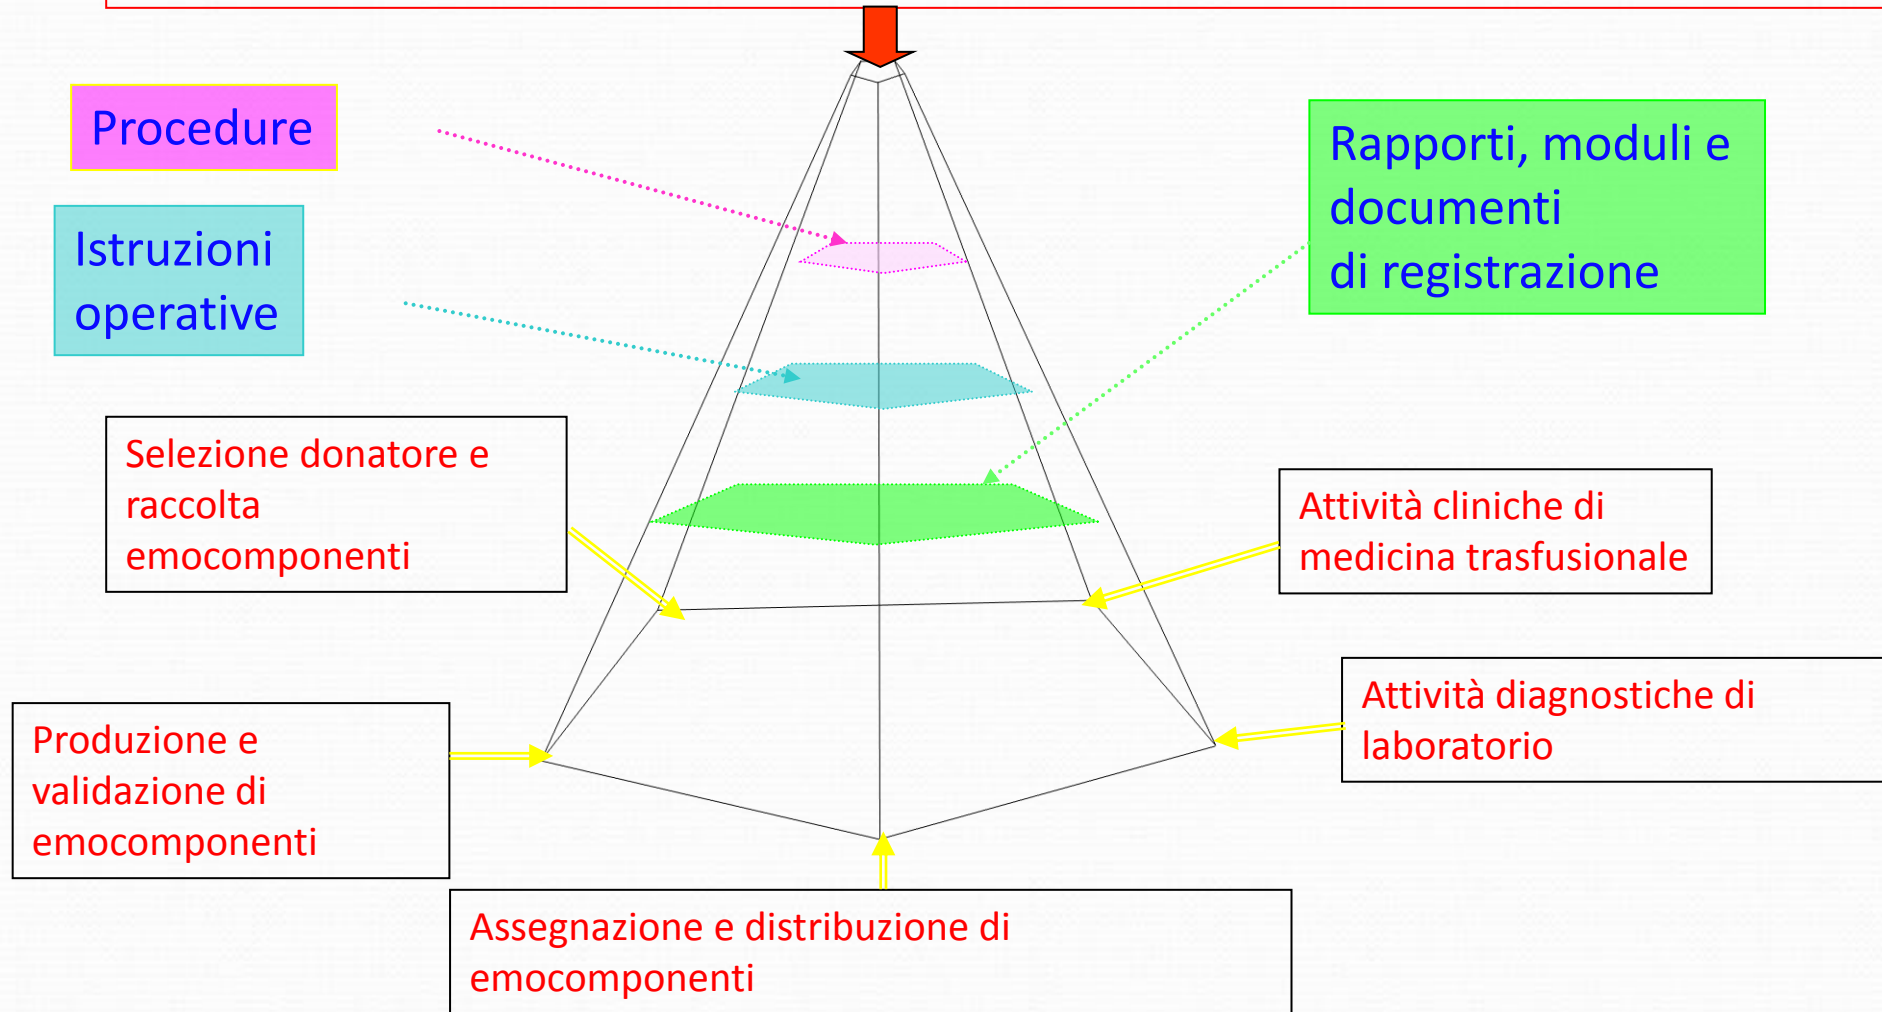 Procedure
Istruzioni
operative
Rapporti, moduli e
documenti
di registrazione
Selezione donatore e
raccolta
emocomponenti
Attività cliniche di
medicina trasfusionale
Produzione e
validazione di
emocomponenti
Attività diagnostiche di
laboratorio
Assegnazione e distribuzione di
emocomponenti